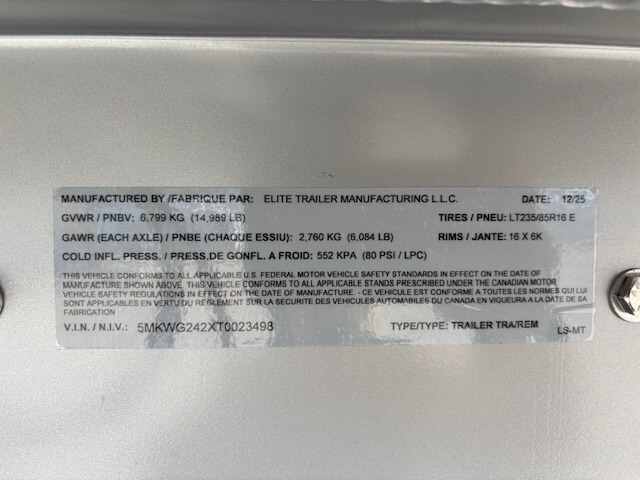 MANUFACTURED BY /FABRIQUE PAR: ELITE TRAILER MANUFACTURING L.L.C. DATE: 12/25
GVWR / PNBV: 6,799 KG (14,989 LB) TIRES / PNEU: LT235/85R16 E
GAWR (EACH AXLE) / PNBE (CHAQUE ESSIU): 2,760 KG (6,084 LB) RIMS / JANTE: 16 X 6K
COLD INFL. PRESS. / PRESS.DE GONFL. A FROID: 552 KPA (80 PSI / LPC)
THIS VEHICLE CONFORMS TO ALL APPLICABLE U.S. FEDERAL MOTOR VEHICLE SAFETY STANDARDS IN EFFECT ON THE DATE OF
MANUFACTURE SHOWN ABOVE. THIS VEHICLE CONFORMS TO ALL APPLICABLE STANDARDS PRESCRIBED UNDER THE CANADIAN MOTOR
VEHICLE SAFETY REGULATIONS IN EFFECT ON THE DATE OF MANUFACTURE. CE VEHICULE EST CONFORME A TOUTES LES NORMES QUI LUI
SONT APPLICABLES EN VERTU DU REGLEMENT SUR LA SECURITE DES VEHICULES AUTOMOBILES DU CANADA EN VIGUEUR A LA DATE DE SA
FABRICATION
V.I.N. / N.I.V.: 5MKWG242XT0023498 TYPE/TYPE: TRAILER TRA/REM LS-MT